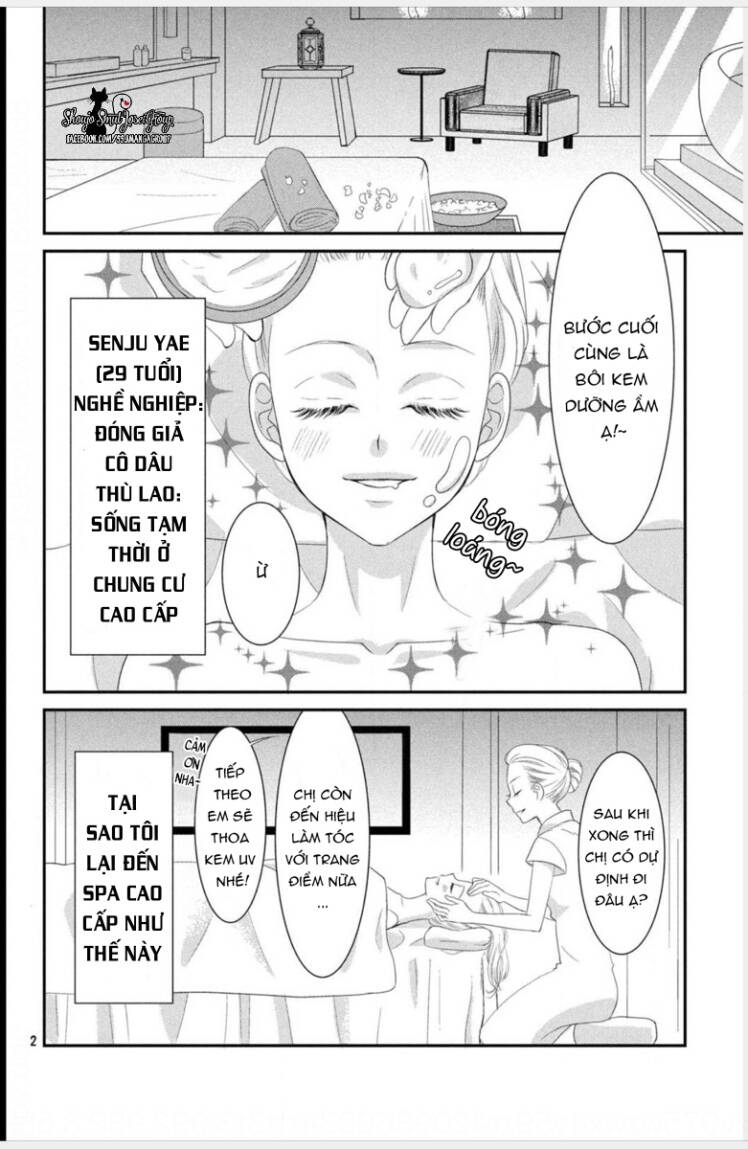 Shoujo Smut Josei Group
FACEBOOK.COM/SSJMANGAGROUP
BƯỚC CUỐI
CÙNG LÀ
BÔI KEM
DƯỠNG ẨM
Ạ!~
SENJU YAE
(29 TUỔI)
NGHỀ NGHIỆP:
ĐÓNG GIẢ
CÔ DÂU
THÙ LAO:
SỐNG TẠM
THỜI Ở
CHUNG CƯ
CAO CẤP
bóng
loáng~
Ừ
SAU KHI
XONG THÌ
CHỊ CÓ DỰ
ĐỊNH ĐI
ĐÂU Ạ?
CHỊ CÒN
ĐẾN HIỆU
LÀM TÓC
VỚI TRANG
ĐIỂM NỮA
...
TIẾP
THEO
EM SẼ
THOA
KEM UV
NHÉ!
CẢM
ƠN
NHA~
TẠI
SAO TÔI
LẠI ĐẾN
SPA CAO
CẤP NHƯ
THẾ NÀY
2